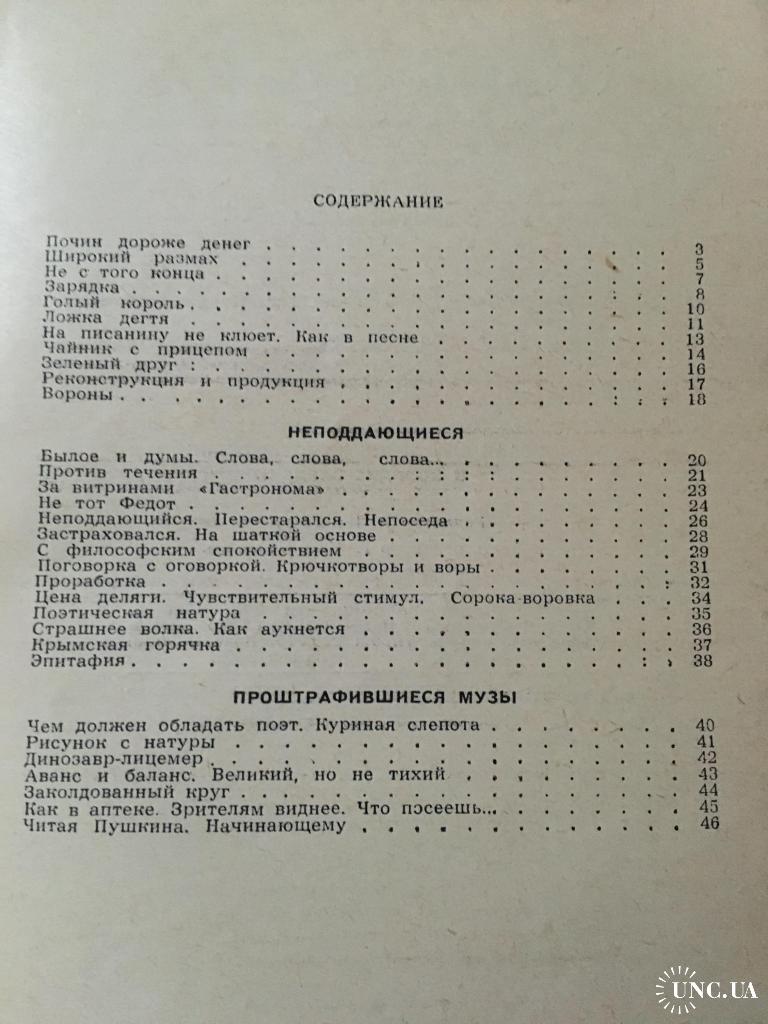 СОДЕРЖАНИЕ
Почин дороже денег . . . . . . . . . . . . . . . . 3
Широкий размах . . . . . . . . . . . . . . . . 5
Не с того конца . . . . . . . . . . . . . . . . 7
Зарядка . . . . . . . . . . . . . . . . 8
Голый король . . . . . . . . . . . . . . . . 10
Ложка дегтя . . . . . . . . . . . . . . . . 11
На писанину не клюет. Как в песне . . . . . . . . . . 13
Чайник с прицепом . . . . . . . . . . . . . . . . 14
Зеленый друг : . . . . . . . . . . . . . . . . 16
Реконструкция и продукция . . . . . . . . . . . . . 17
Вороны . . . . . . . . . . . . . . . . 18
НЕПОДДАЮЩИЕСЯ
Былое и думы. Слова, слова, слова... . . . . . . . . . 20
Против течения . . . . . . . . . . . . . . . . 21
За витринами «Гастронома» . . . . . . . . . . . . . 23
Не тот Федот . . . . . . . . . . . . . . . . 24
Неподдающийся. Перестарался. Непоседа . . . . . . . . 26
Застраховался. На шаткой основе . . . . . . . . . . . 28
С философским спокойствием . . . . . . . . . . . . 29
Поговорка с оговоркой. Крючкотворы и воры . . . . . . . 31
Проработка . . . . . . . . . . . . . . . . 32
Цена деляги. Чувствительный стимул. Сорока-воровка . . . 34
Поэтическая натура . . . . . . . . . . . . . . . . 35
Страшнее волка. Как аукнется . . . . . . . . . . . . 36
Крымская горячка . . . . . . . . . . . . . . . . 37
Эпитафия . . . . . . . . . . . . . . . . 38
ПРОШТРАФИВШИЕСЯ МУЗЫ
Чем должен обладать поэт. Куриная слепота . . . . . . . 40
Рисунок с натуры . . . . . . . . . . . . . . . . 41
Динозавр-лицемер . . . . . . . . . . . . . . . . 42
Аванс и баланс. Великий, но не тихий . . . . . . . . . 43
Заколдованный круг . . . . . . . . . . . . . . . . 44
Как в аптеке. Зрителям виднее. Что посеешь... . . . . . . . 45
Читая Пушкина. Начинающему . . . . . . . . . . . . 46
UNC.UA